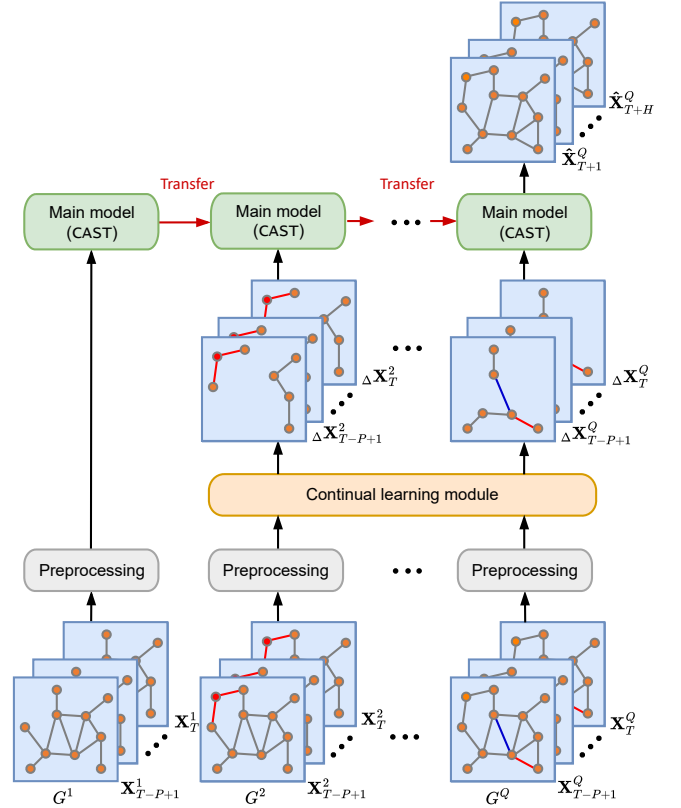 X̂^Q_{T+H}
X̂^Q_{T+1}
Transfer
Transfer
Main model
(CAST)
Main model
(CAST)
Main model
(CAST)
• • •
• • •
ΔX^2_T
ΔX^Q_T
ΔX^2_{T−P+1}
ΔX^Q_{T−P+1}
Continual learning module
Preprocessing
Preprocessing
• • •
Preprocessing
X^1_T
X^2_T
X^Q_T
• • •
G^1
X^1_{T−P+1}
G^2
X^2_{T−P+1}
G^Q
X^Q_{T−P+1}